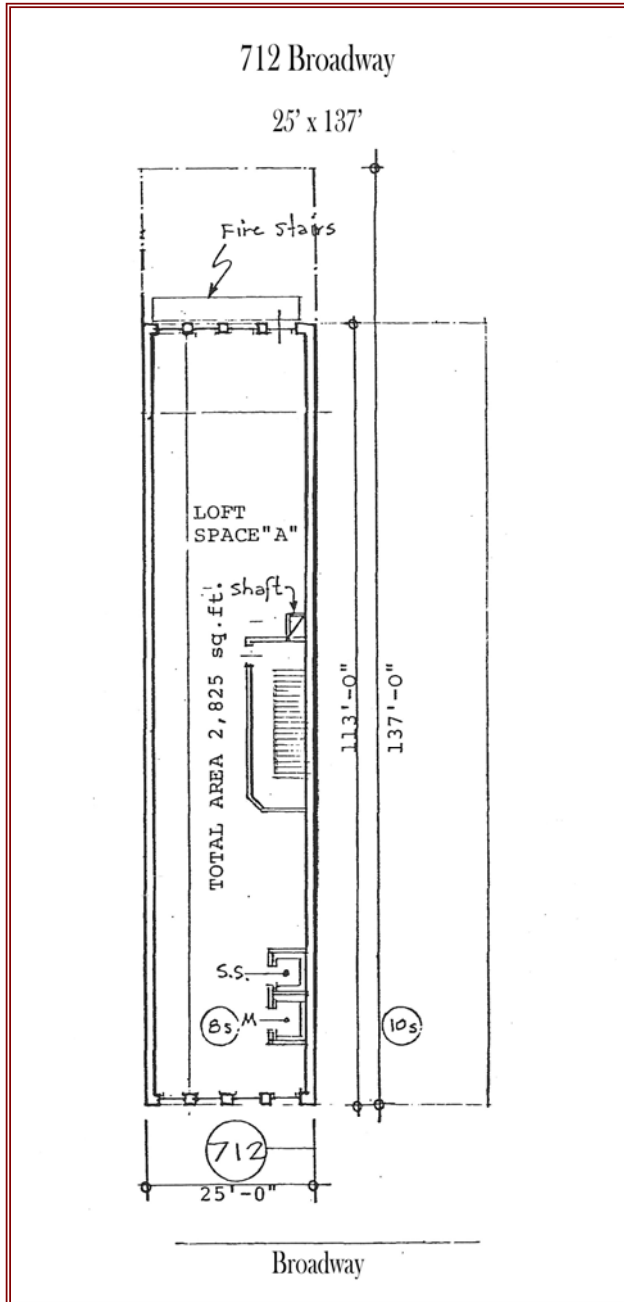 712 Broadway
25' x 137'
Fire Stairs
LOFT
SPACE"A"
shaft
TOTAL AREA 2,825 sq.ft.
113'-0"
137'-0"
S.S.
8s
M
10s
712
25'-0"
Broadway